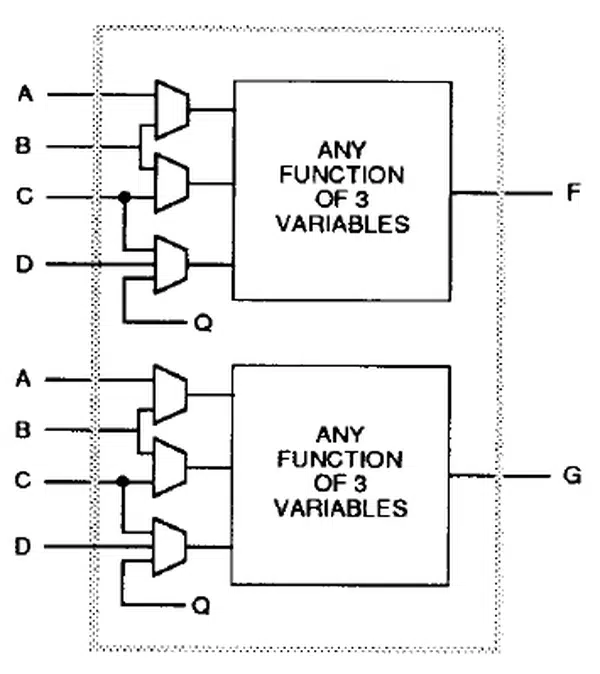 A
B
C
D
Q
ANY
FUNCTION
OF 3
VARIABLES
F
A
B
C
D
Q
ANY
FUNCTION
OF 3
VARIABLES
G